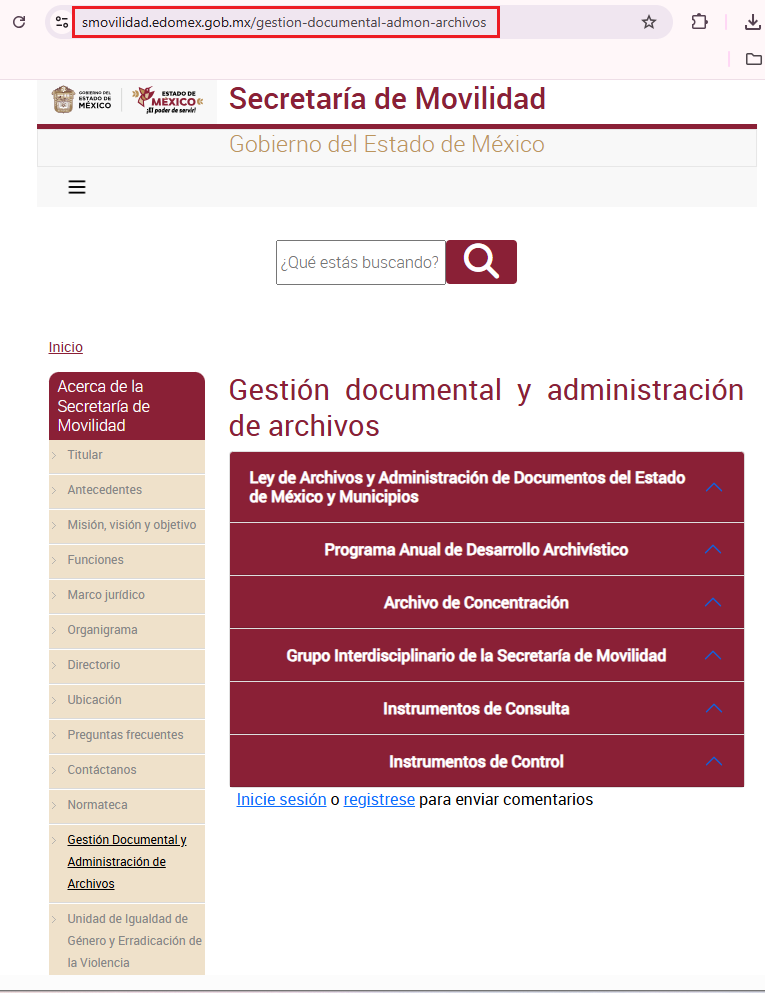 smovilidad.edomex.gob.mx/gestion-documental-admon-archivos
GOBIERNO DEL
ESTADO DE
MÉXICO
ESTADO DE
MÉXICO
¡El poder de servir!
Secretaría de Movilidad
Gobierno del Estado de México
¿Qué estás buscando?
Inicio
Acerca de la
Secretaría de
Movilidad
Titular
Antecedentes
Misión, visión y objetivo
Funciones
Marco jurídico
Organigrama
Directorio
Ubicación
Preguntas frecuentes
Contáctanos
Normateca
Gestión Documental y
Administración de
Archivos
Unidad de Igualdad de
Género y Erradicación de
la Violencia
Gestión documental y administración
de archivos
Ley de Archivos y Administración de Documentos del Estado
de México y Municipios
Programa Anual de Desarrollo Archivístico
Archivo de Concentración
Grupo Interdisciplinario de la Secretaría de Movilidad
Instrumentos de Consulta
Instrumentos de Control
Inicie sesión o registrese para enviar comentarios